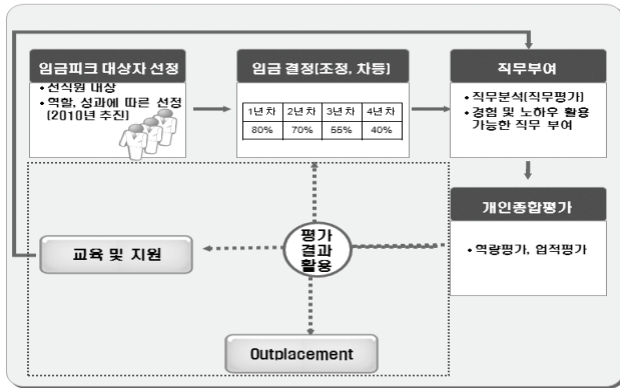 임금피크 대상자 선정
• 전직원 대상
• 역할, 성과에 따른 선정
(2010년 추진)
임금 결정(조정, 차등)
1년차 2년차 3년차 4년차
80% 70% 55% 40%
직무부여
• 직무분석(직무평가)
• 경험 및 노하우 활용
가능한 직무 부여
개인종합평가
• 역량평가, 업적평가
평가
결과
활용
교육 및 지원
Outplacement